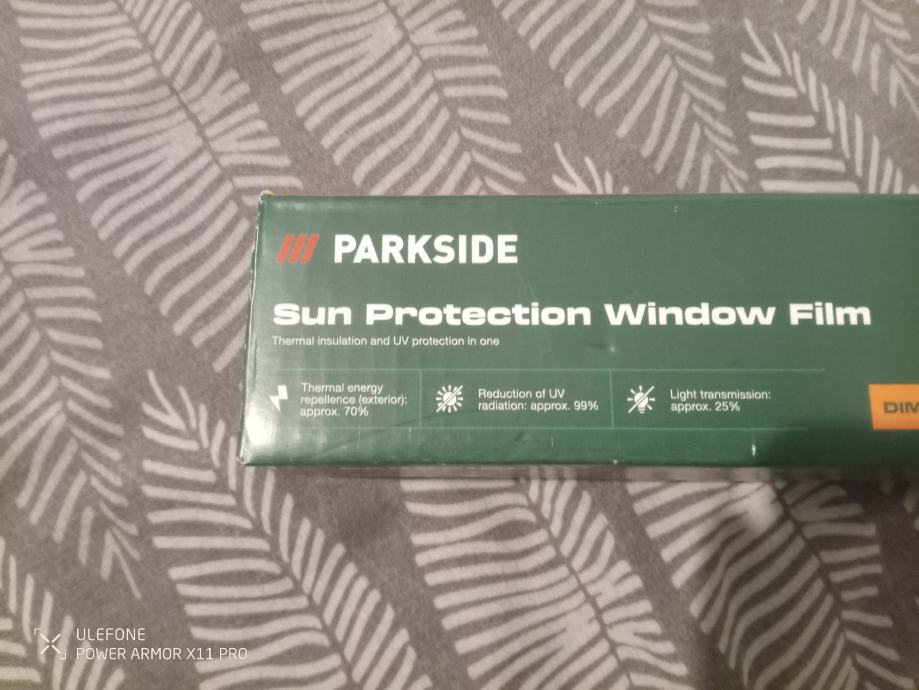 PARKSIDE
Sun Protection Window Film
Thermal insulation and UV protection in one
Thermal energy
repellence (exterior):
approx. 70%
Reduction of UV
radiation: approx. 99%
Light transmission:
approx. 25%
DIM
ULEFONE
POWER ARMOR X11 PRO